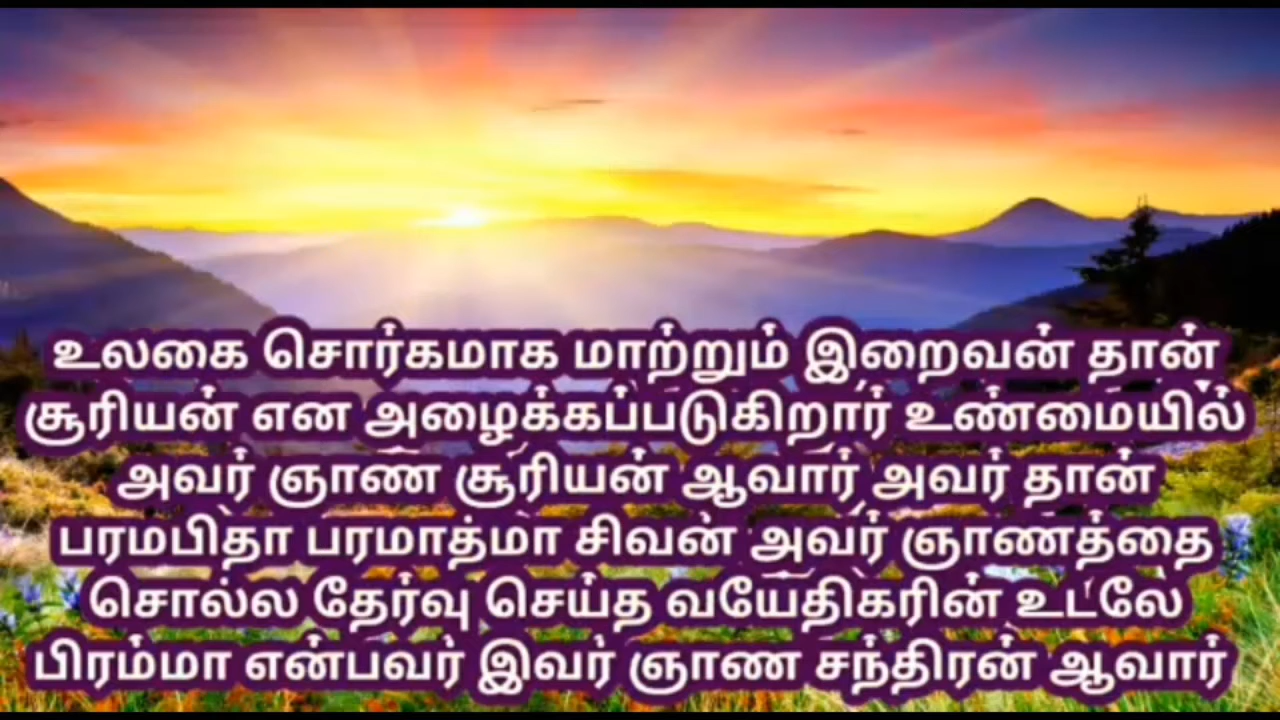 உலகை சொர்கமாக மாற்றும் இறைவன் தான்
சூரியன் என அழைக்கப்படுகிறார் உண்மையில்
அவர் ஞாண சூரியன் ஆவார் அவர் தான்
பரம்பிதா பரமாத்மா சிவன் அவர் ஞாணத்தை
சொல்ல தேர்வு செய்த வயேதிகரின் உடலே
பிரம்மா என்பவர் இவர் ஞாண சந்திரன் ஆவார்